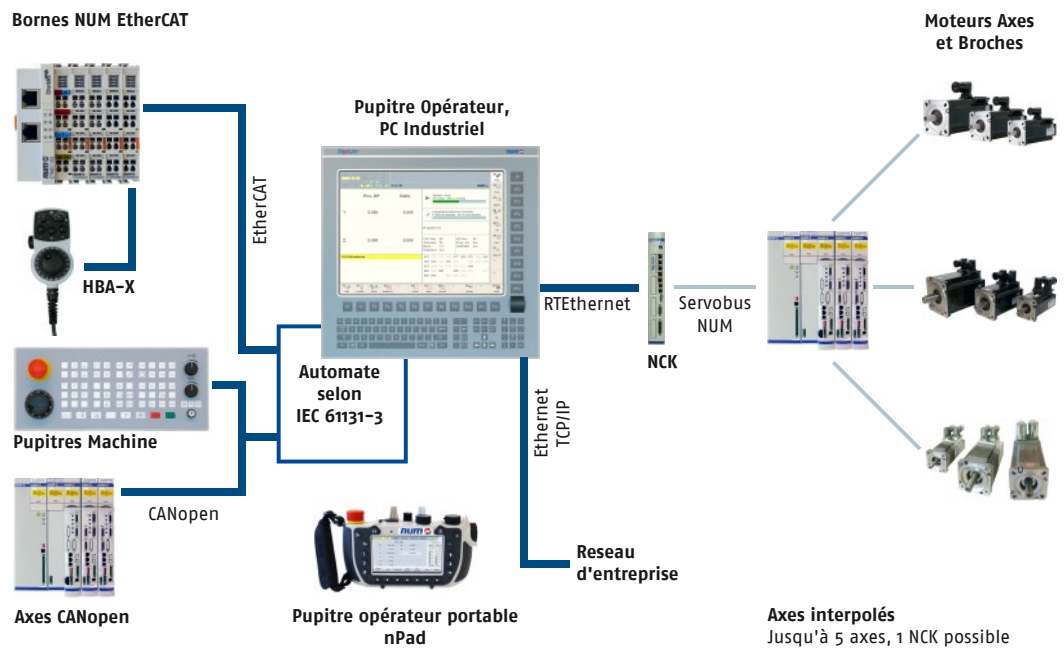 Bornes NUM EtherCAT
Moteurs Axes
et Broches
Pupitre Opérateur,
PC Industriel
EtherCAT
HBA-X
RTEthernet
Servobus
NUM
NCK
Automate
selon
IEC 61131-3
Pupitres Machine
Ethernet
TCP/IP
CANopen
num
Reseau
d'entreprise
Axes CANopen
Pupitre opérateur portable
nPad
Axes interpolés
Jusqu'à 5 axes, 1 NCK possible